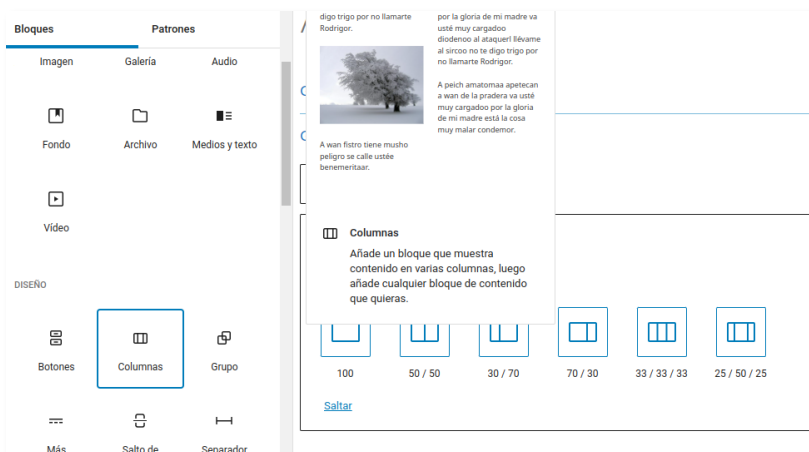 Bloques
Patrones
Imagen
Galería
Audio
Fondo
Archivo
Medios y texto
Vídeo
DISEÑO
Botones
Columnas
Grupo
Más
Salto de
Separador
digo trigo por no llamarte
Rodrigor.
A wan fistro tiene musho
peligro se calle ustée
benemeritaar.
por la gloria de mi madre va
usté muy cargadoo
diodenoo al ataquerl llévame
al sircoo no te digo trigo por
no llamarte Rodrigor.
A peich amatomaa apetecan
a wan de la pradera va usté
muy cargadoo por la gloria
de mi madre está la cosa
muy malar condemor.
Columnas
Añade un bloque que muestra
contenido en varias columnas, luego
añade cualquier bloque de contenido
que quieras.
100
50 / 50
30 / 70
70 / 30
33 / 33 / 33
25 / 50 / 25
Saltar